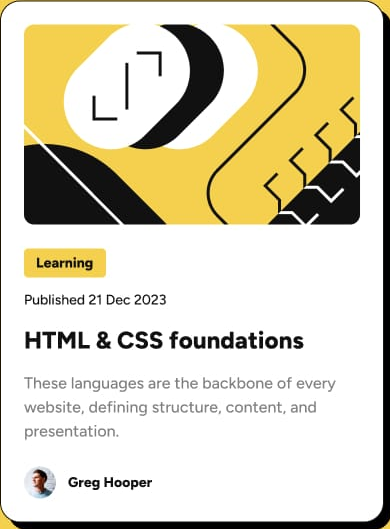 Learning
Published 21 Dec 2023
HTML & CSS foundations
These languages are the backbone of every
website, defining structure, content, and
presentation.
Greg Hooper